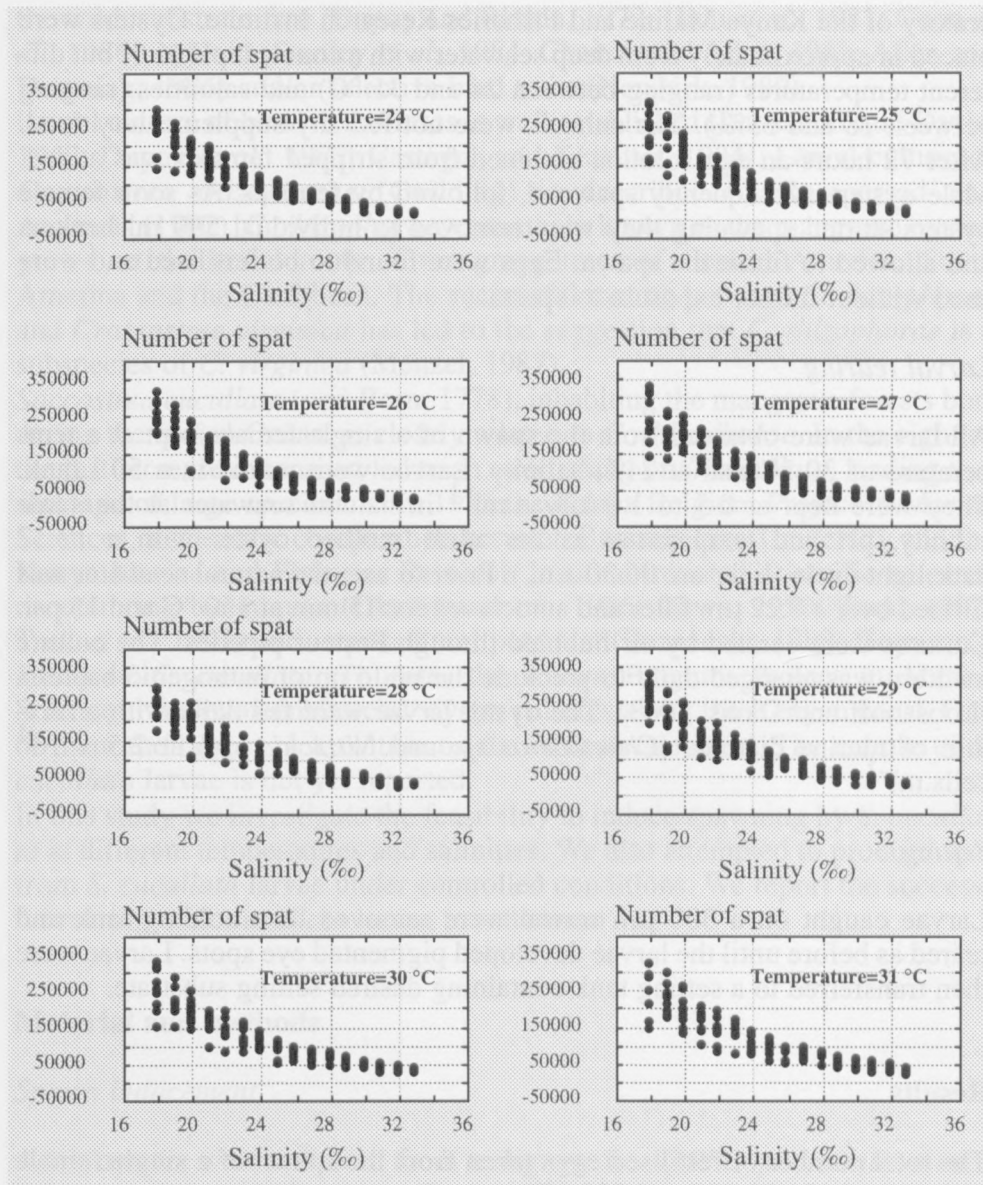 Number of spat
350000
250000
150000
50000
-50000
Temperature=24 °C
16 20 24 28 32 36
Salinity (‰)
Number of spat
350000
250000
150000
50000
-50000
Temperature=25 °C
16 20 24 28 32 36
Salinity (‰)
Number of spat
350000
250000
150000
50000
-50000
Temperature=26 °C
16 20 24 28 32 36
Salinity (‰)
Number of spat
350000
250000
150000
50000
-50000
Temperature=27 °C
16 20 24 28 32 36
Salinity (‰)
Number of spat
350000
250000
150000
50000
-50000
Temperature=28 °C
16 20 24 28 32 36
Salinity (‰)
Number of spat
350000
250000
150000
50000
-50000
Temperature=29 °C
16 20 24 28 32 36
Salinity (‰)
Number of spat
350000
250000
150000
50000
-50000
Temperature=30 °C
16 20 24 28 32 36
Salinity (‰)
Number of spat
350000
250000
150000
50000
-50000
Temperature=31 °C
16 20 24 28 32 36
Salinity (‰)